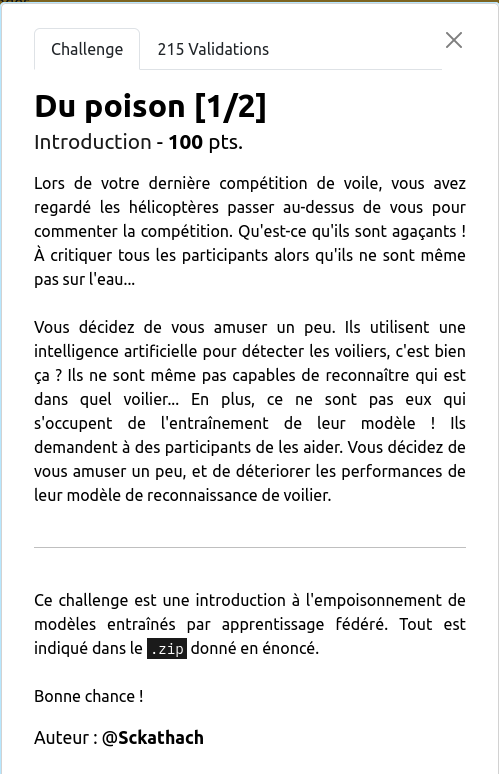 Challenge
215 Validations
Du poison [1/2]
Introduction - 100 pts.
Lors de votre dernière compétition de voile, vous avez
regardé les hélicoptères passer au-dessus de vous pour
commenter la compétition. Qu'est-ce qu'ils sont agaçants !
À critiquer tous les participants alors qu'ils ne sont même
pas sur l'eau...
Vous décidez de vous amuser un peu. Ils utilisent une
intelligence artificielle pour détecter les voiliers, c'est bien
ça ? Ils ne sont même pas capables de reconnaître qui est
dans quel voilier... En plus, ce ne sont pas eux qui
s'occupent de l'entraînement de leur modèle ! Ils
demandent à des participants de les aider. Vous décidez de
vous amuser un peu, et de déteriorer les performances de
leur modèle de reconnaissance de voilier.
Ce challenge est une introduction à l'empoisonnement de
modèles entraînés par apprentissage fédéré. Tout est
indiqué dans le .zip donné en énoncé.
Bonne chance !
Auteur : @Sckathach